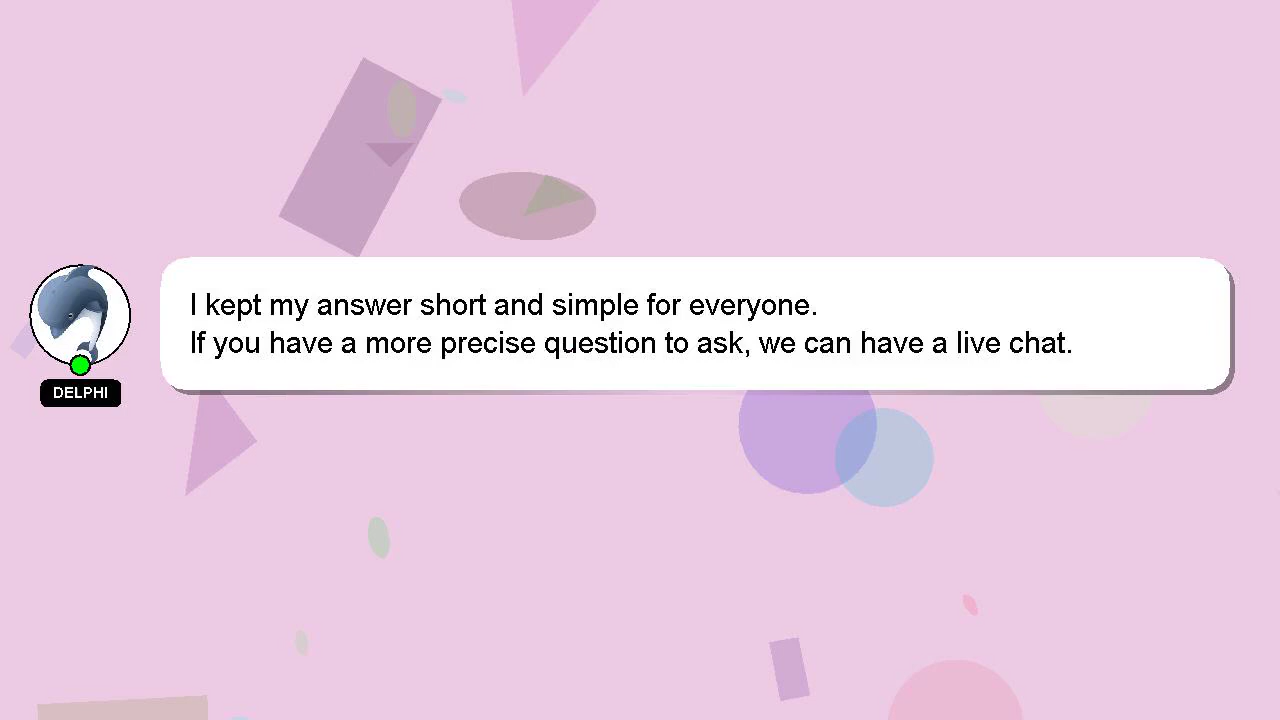 I kept my answer short and simple for everyone.
If you have a more precise question to ask, we can have a live chat.
DELPHI